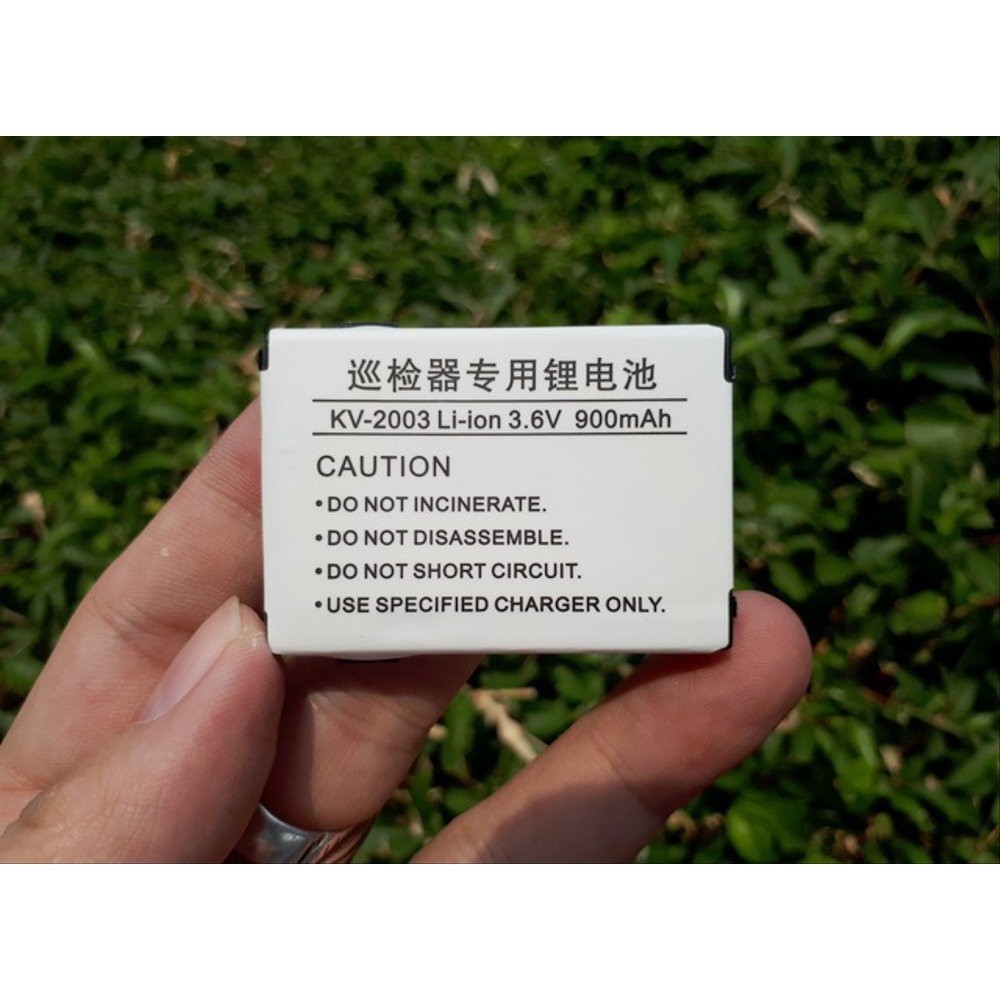 巡检器专用锂电池
KV-2003 Li-ion 3.6V 900mAh
CAUTION
•DO NOT INCINERATE.
•DO NOT DISASSEMBLE.
•DO NOT SHORT CIRCUIT.
•USE SPECIFIED CHARGER ONLY.